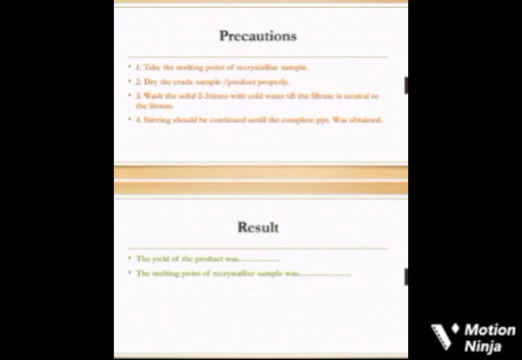 Precautions
• 1. Take the melting point of recrystallise sample.
• 2. Dry the crude sample /product properly.
• 3. Wash the solid 2-3times with cold water till the filtrate is neutral to
the litmus.
• 4. Stirring should be continued untill the complete ppt. Was obtained.
Result
• The yield of the product was...............
• The melting point of recrystallise sample was...................
Motion
Ninja